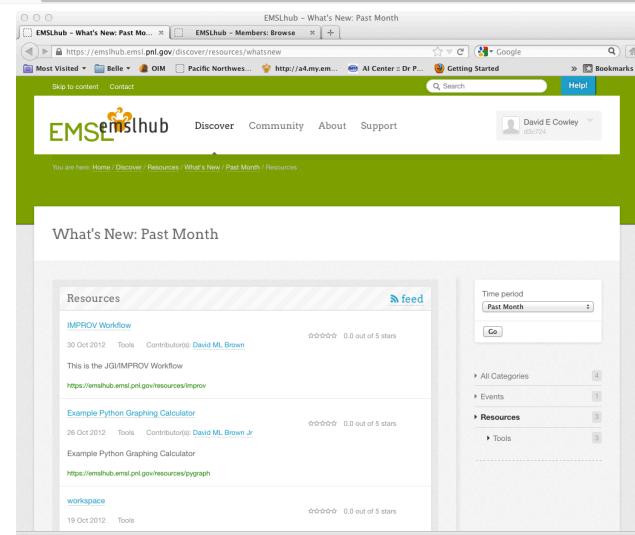 EMSLhub - What's New: Past Month
EMSLhub - What's New: Past Mo...
EMSLhub - Members: Browse
https://emslhub.emsl.pnl.gov/discover/resources/whatsnew
Google
Most Visited
Belle
OIM
Pacific Northwes...
http://a4.my.em...
AI Center :: Dr P...
Getting Started
Bookmarks
Skip to content Contact
Search
Help!
EMSL emslhub
Discover Community About Support
David E Cowley
d3c724
You are here: Home / Discover / Resources / What's New / Past Month / Resources
What's New: Past Month
Resources
feed
IMPROV Workflow
30 Oct 2012 Tools Contributor(s): David ML Brown
0.0 out of 5 stars
This is the JGI/IMPROV Workflow
https://emslhub.emsl.pnl.gov/resources/improv
Example Python Graphing Calculator
26 Oct 2012 Tools Contributor(s): David ML Brown Jr
0.0 out of 5 stars
Example Python Graphing Calculator
https://emslhub.emsl.pnl.gov/resources/pygraph
workspace
19 Oct 2012 Tools
0.0 out of 5 stars
Time period
Past Month
Go
All Categories 4
Events 1
Resources 3
Tools 3